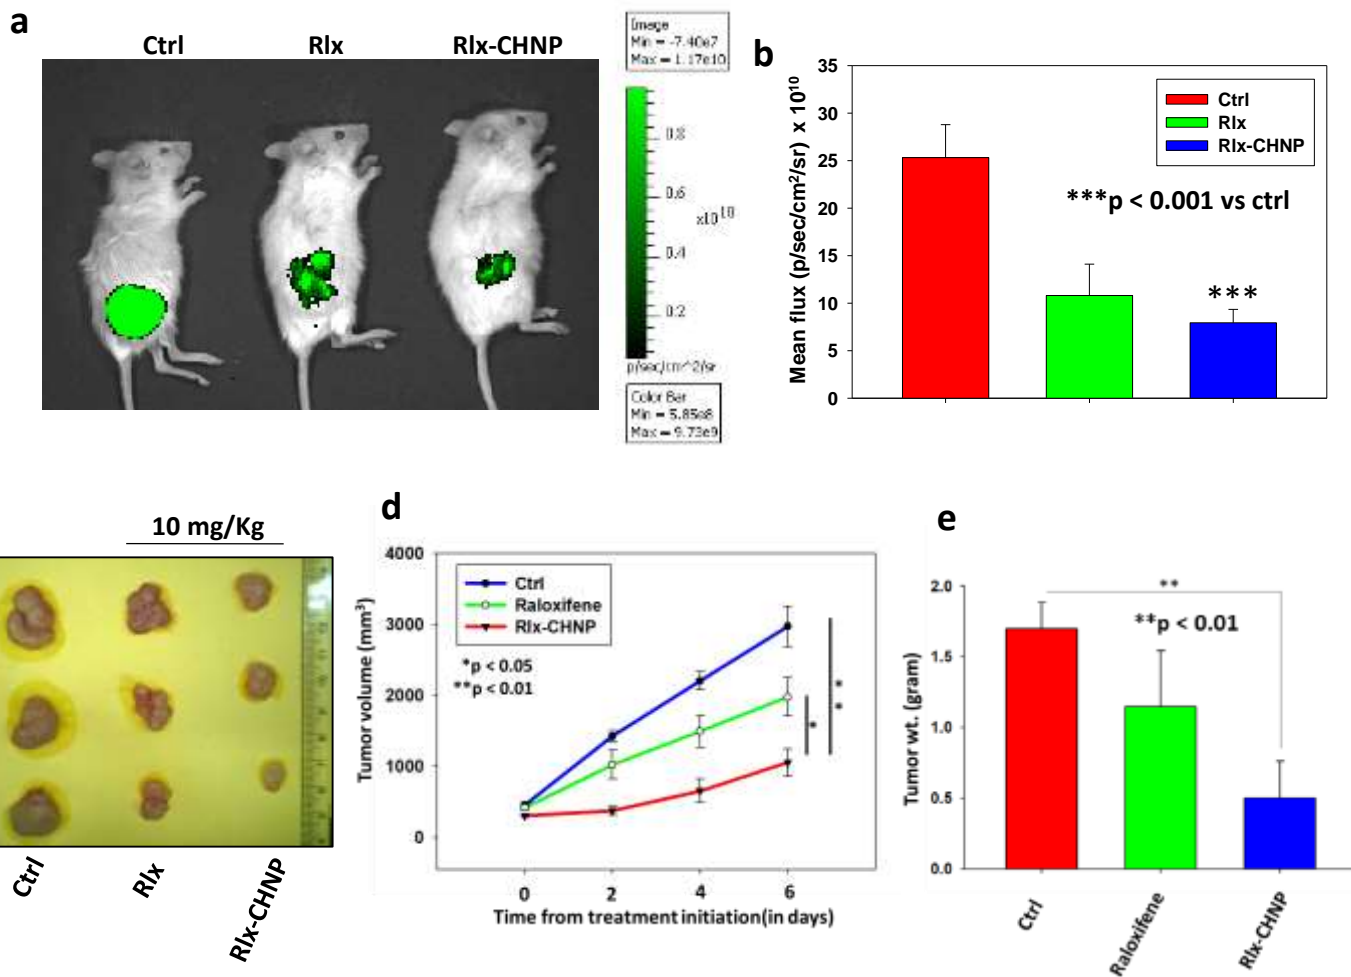 a
Ctrl Rlx Rlx-CHNP
Image
Min = -7.40e7
Max = 1.17e10
0.8
0.6
x10^10
0.4
0.2
p/sec/cm^2/sr
Color Bar
Min = 5.85e8
Max = 9.73e9
b
Mean flux (p/sec/cm²/sr) x 10¹⁰
35
30
25
20
15
10
5
0
Ctrl
Rlx
Rlx-CHNP
***p < 0.001 vs ctrl
***
10 mg/Kg
Ctrl
Rlx
Rlx-CHNP
d
Tumor volume (mm³)
4000
3000
2000
1000
0
Ctrl
Raloxifene
Rlx-CHNP
*p < 0.05
**p < 0.01
*
**
0 2 4 6
Time from treatment initiation(in days)
e
Tumor wt. (gram)
2.0
1.5
1.0
0.5
0.0
**
**p < 0.01
Ctrl
Raloxifene
Rlx-CHNP